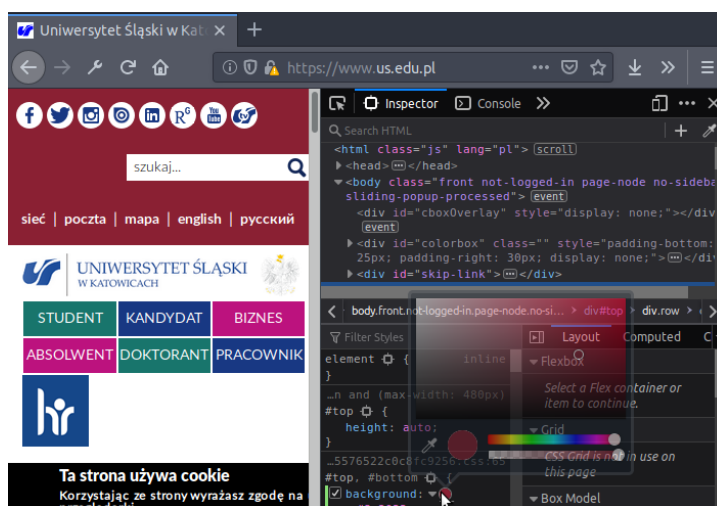 Uniwersytet Śląski w Kat
https://www.us.edu.pl
Inspector
Console
Search HTML
<html class="js" lang="pl"> scroll
<head></head>
<body class="front not-logged-in page-node no-sideba
sliding-popup-processed"> event
<div id="cboxOverlay" style="display: none;"></div
event
<div id="colorbox" class="" style="padding-bottom:
25px; padding-right: 30px; display: none;"></di
<div id="skip-link"></div>
szukaj...
sieć | poczta | mapa | english | русский
UNIWERSYTET ŚLĄSKI
W KATOWICACH
STUDENT KANDYDAT BIZNES
ABSOLWENT DOKTORANT PRACOWNIK
Ta strona używa cookie
Korzystając ze strony wyrażasz zgodę na
body.front.not-logged-in.page-node.no-si... div#top div.row
Filter Styles
element { inline
}
…n and (max-width: 480px)
#top {
height: auto;
}
#top, #bottom {
background:
Layout Computed C
Flexbox
Select a Flex container or
item to continue.
Grid
CSS Grid is not in use on
this page
Box Model